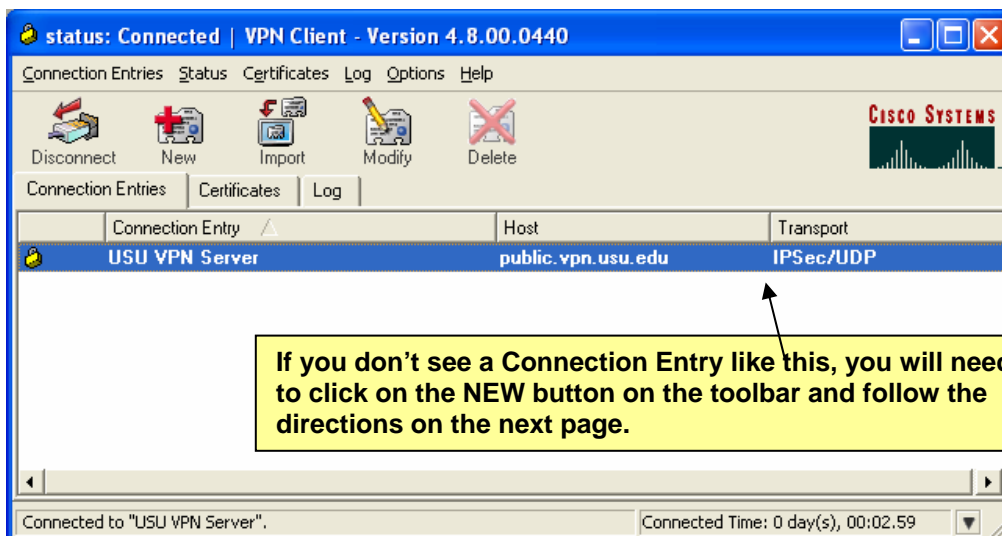 status: Connected | VPN Client - Version 4.8.00.0440
Connection Entries Status Certificates Log Options Help
CISCO SYSTEMS
Disconnect New Import Modify Delete
Connection Entries Certificates Log
Connection Entry Host Transport
USU VPN Server public.vpn.usu.edu IPSec/UDP
If you don’t see a Connection Entry like this, you will need
to click on the NEW button on the toolbar and follow the
directions on the next page.
Connected to "USU VPN Server". Connected Time: 0 day(s), 00:02.59